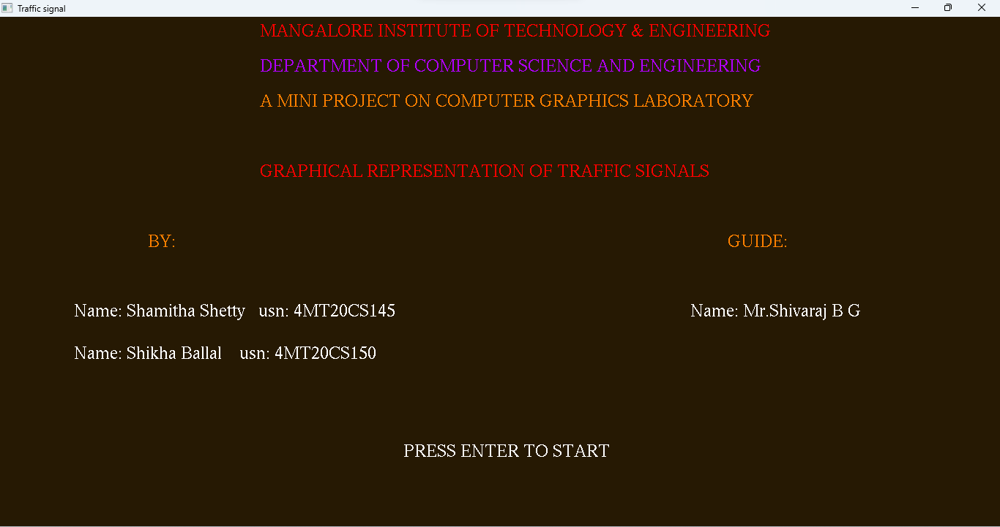 Traffic signal
MANGALORE INSTITUTE OF TECHNOLOGY & ENGINEERING
DEPARTMENT OF COMPUTER SCIENCE AND ENGINEERING
A MINI PROJECT ON COMPUTER GRAPHICS LABORATORY
GRAPHICAL REPRESENTATION OF TRAFFIC SIGNALS
BY: GUIDE:
Name: Shamitha Shetty usn: 4MT20CS145 Name: Mr.Shivaraj B G
Name: Shikha Ballal usn: 4MT20CS150
PRESS ENTER TO START